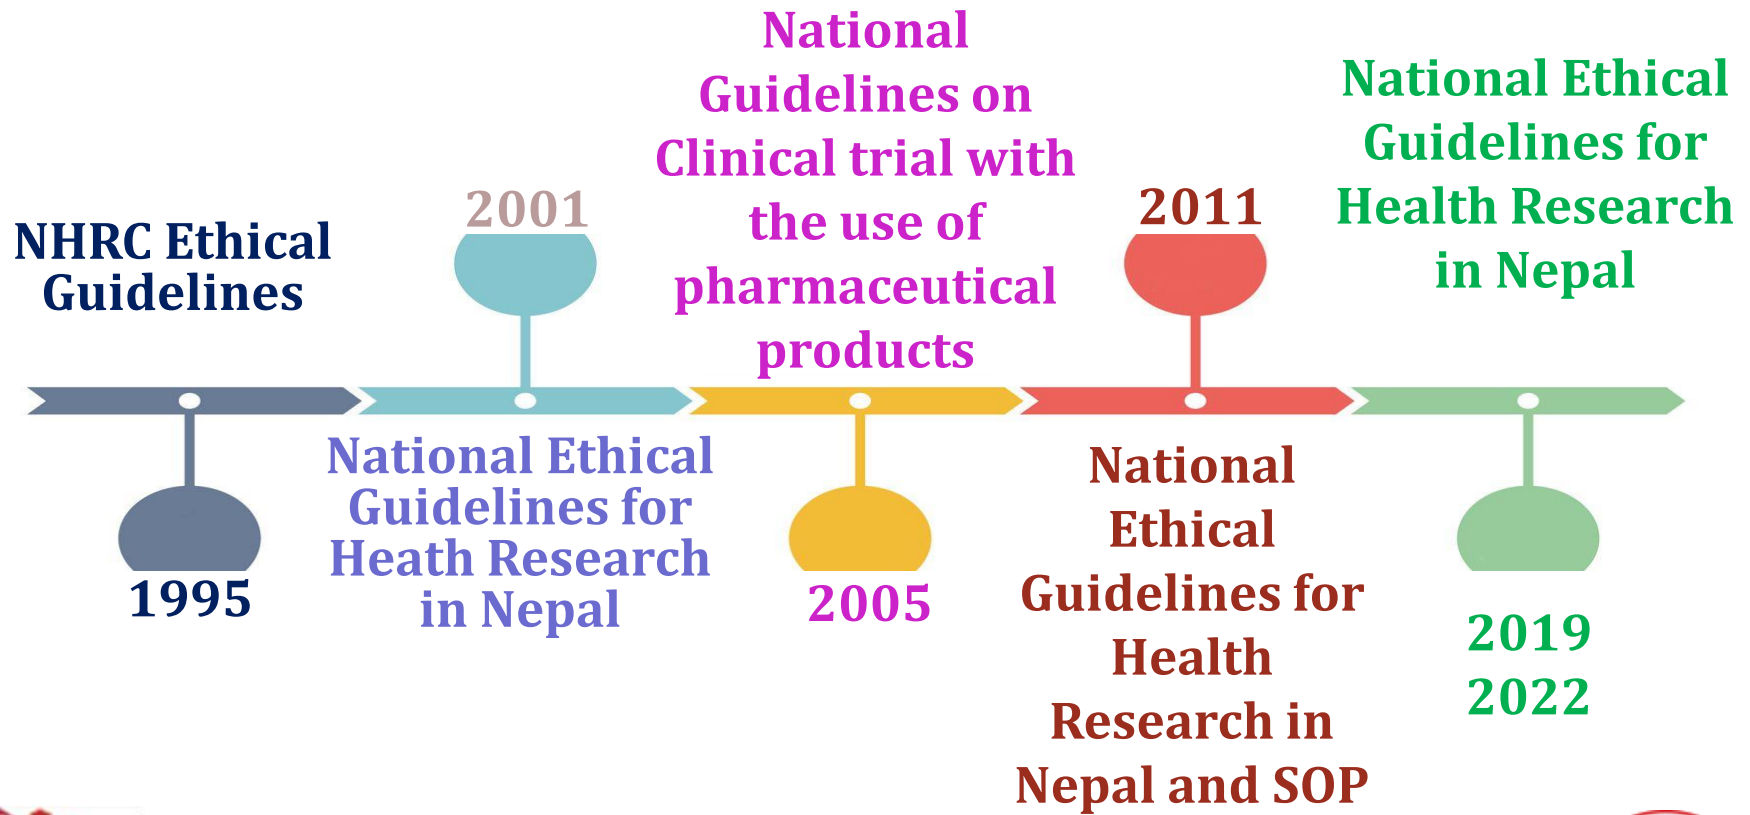 NHRC Ethical
Guidelines
1995
2001
National Ethical
Guidelines for
Heath Research
in Nepal
National
Guidelines on
Clinical trial with
the use of
pharmaceutical
products
2005
2011
National
Ethical
Guidelines for
Health
Research in
Nepal and SOP
National Ethical
Guidelines for
Health Research
in Nepal
2019
2022